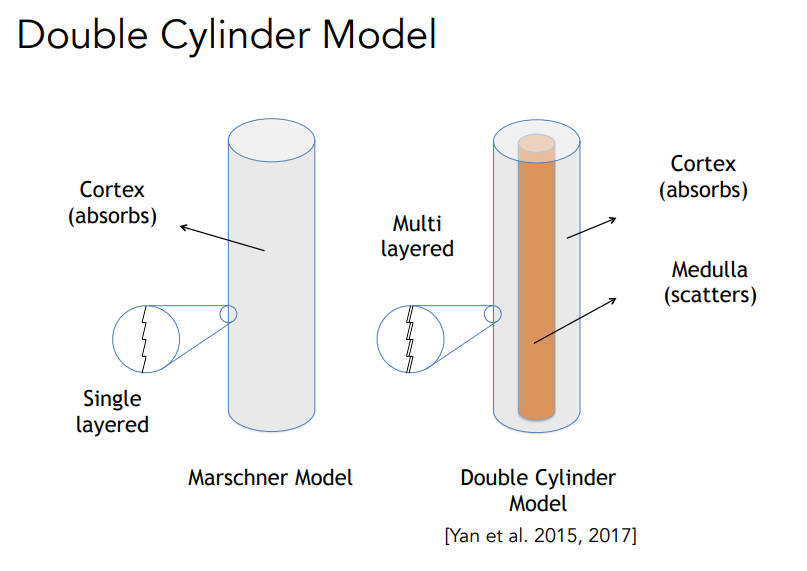 Double Cylinder Model
Cortex
(absorbs)
Single
layered
Marschner Model
Multi
layered
Cortex
(absorbs)
Medulla
(scatters)
Double Cylinder
Model
[Yan et al. 2015, 2017]